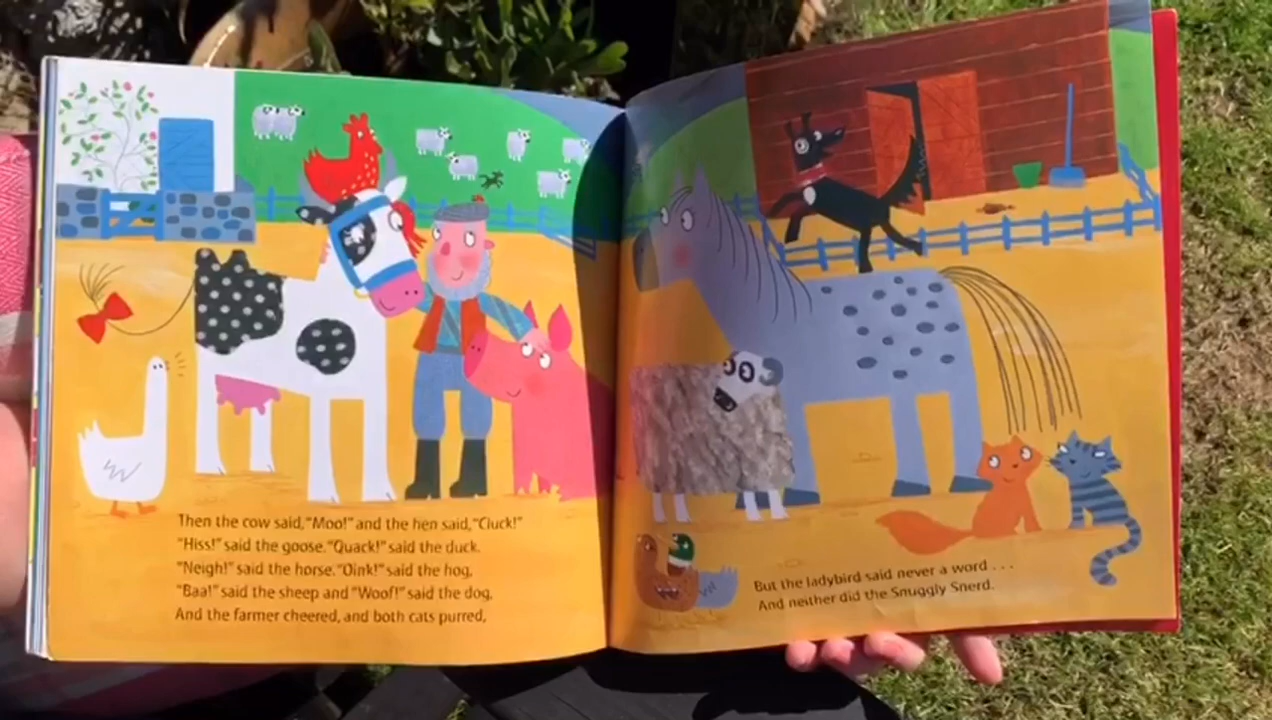 Then the cow said, "Moo!" and the hen said, "Cluck!"
"Hiss!" said the goose. "Quack!" said the duck.
"Neigh!" said the horse. "Oink!" said the hog,
"Baa!" said the sheep and "Woof!" said the dog,
And the farmer cheered, and both cats purred,
But the ladybird said never a word . . .
And neither did the Snuggly Snerd.